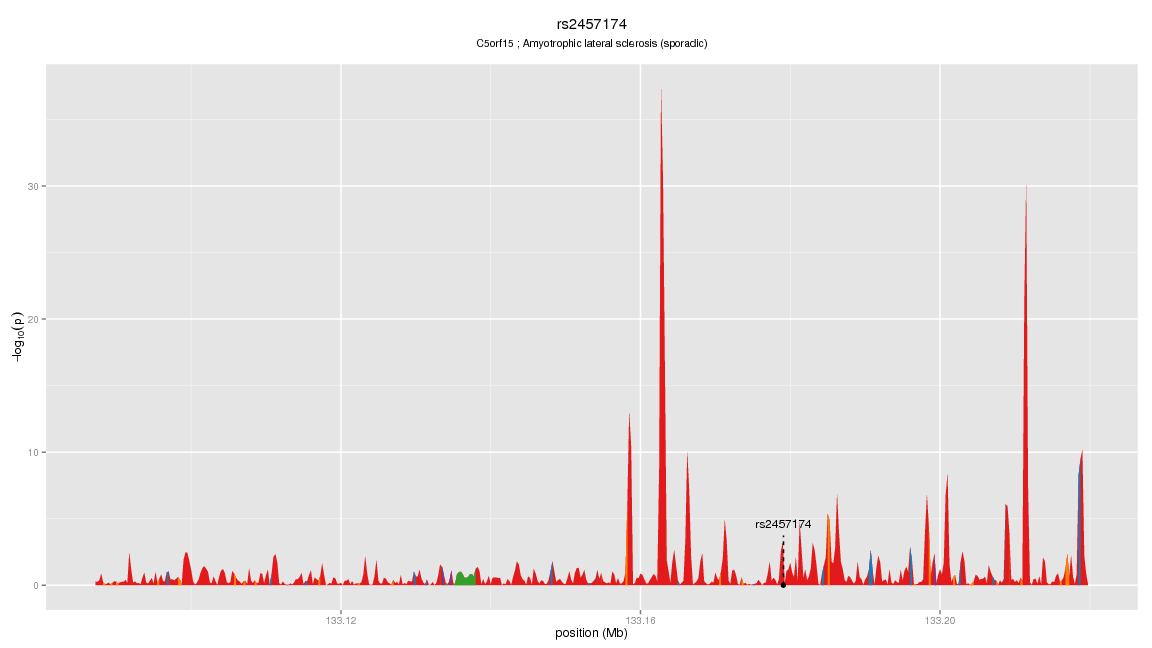 rs2457174
C5orf15 ; Amyotrophic lateral sclerosis (sporadic)
−log10(p)
30
20
10
0
rs2457174
133.12
133.16
133.20
position (Mb)